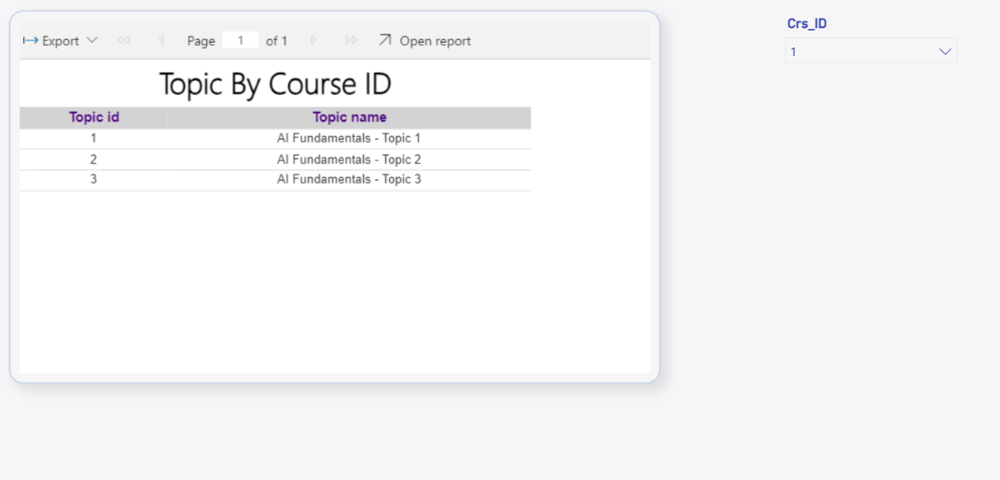 Export Page 1 of 1 Open report
Topic By Course ID
Topic id Topic name
1 AI Fundamentals - Topic 1
2 AI Fundamentals - Topic 2
3 AI Fundamentals - Topic 3
Crs_ID
1